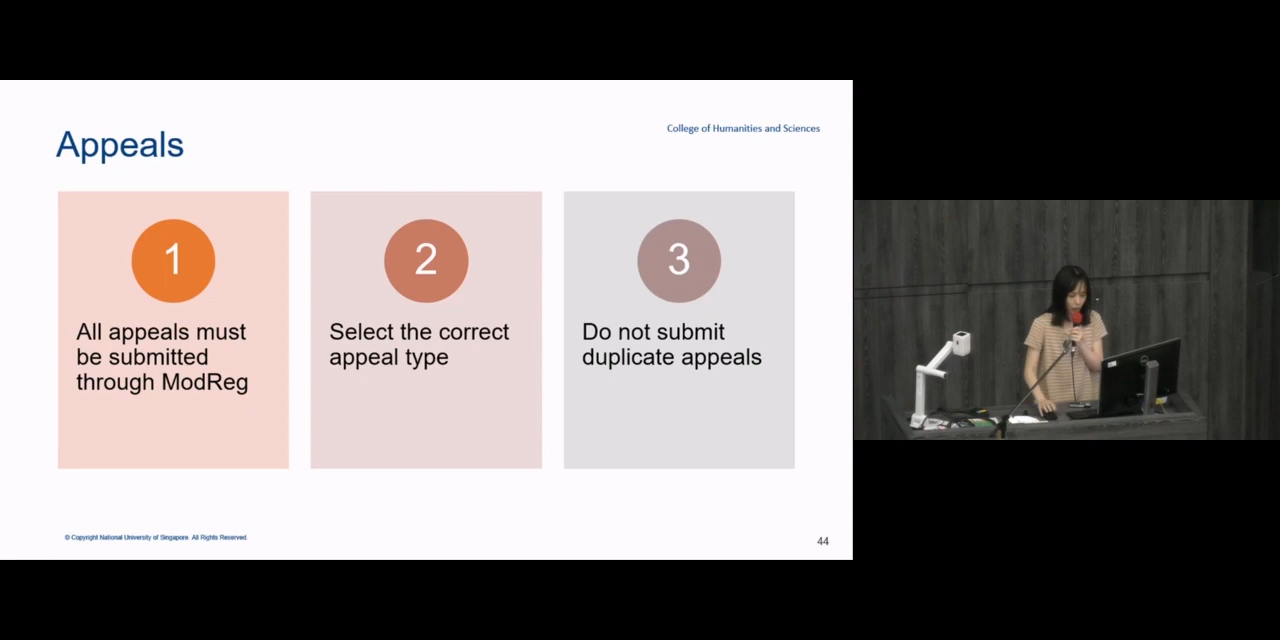 Appeals
College of Humanities and Sciences
1
All appeals must
be submitted
through ModReg
2
Select the correct
appeal type
3
Do not submit
duplicate appeals
© Copyright National University of Singapore. All Rights Reserved.
44